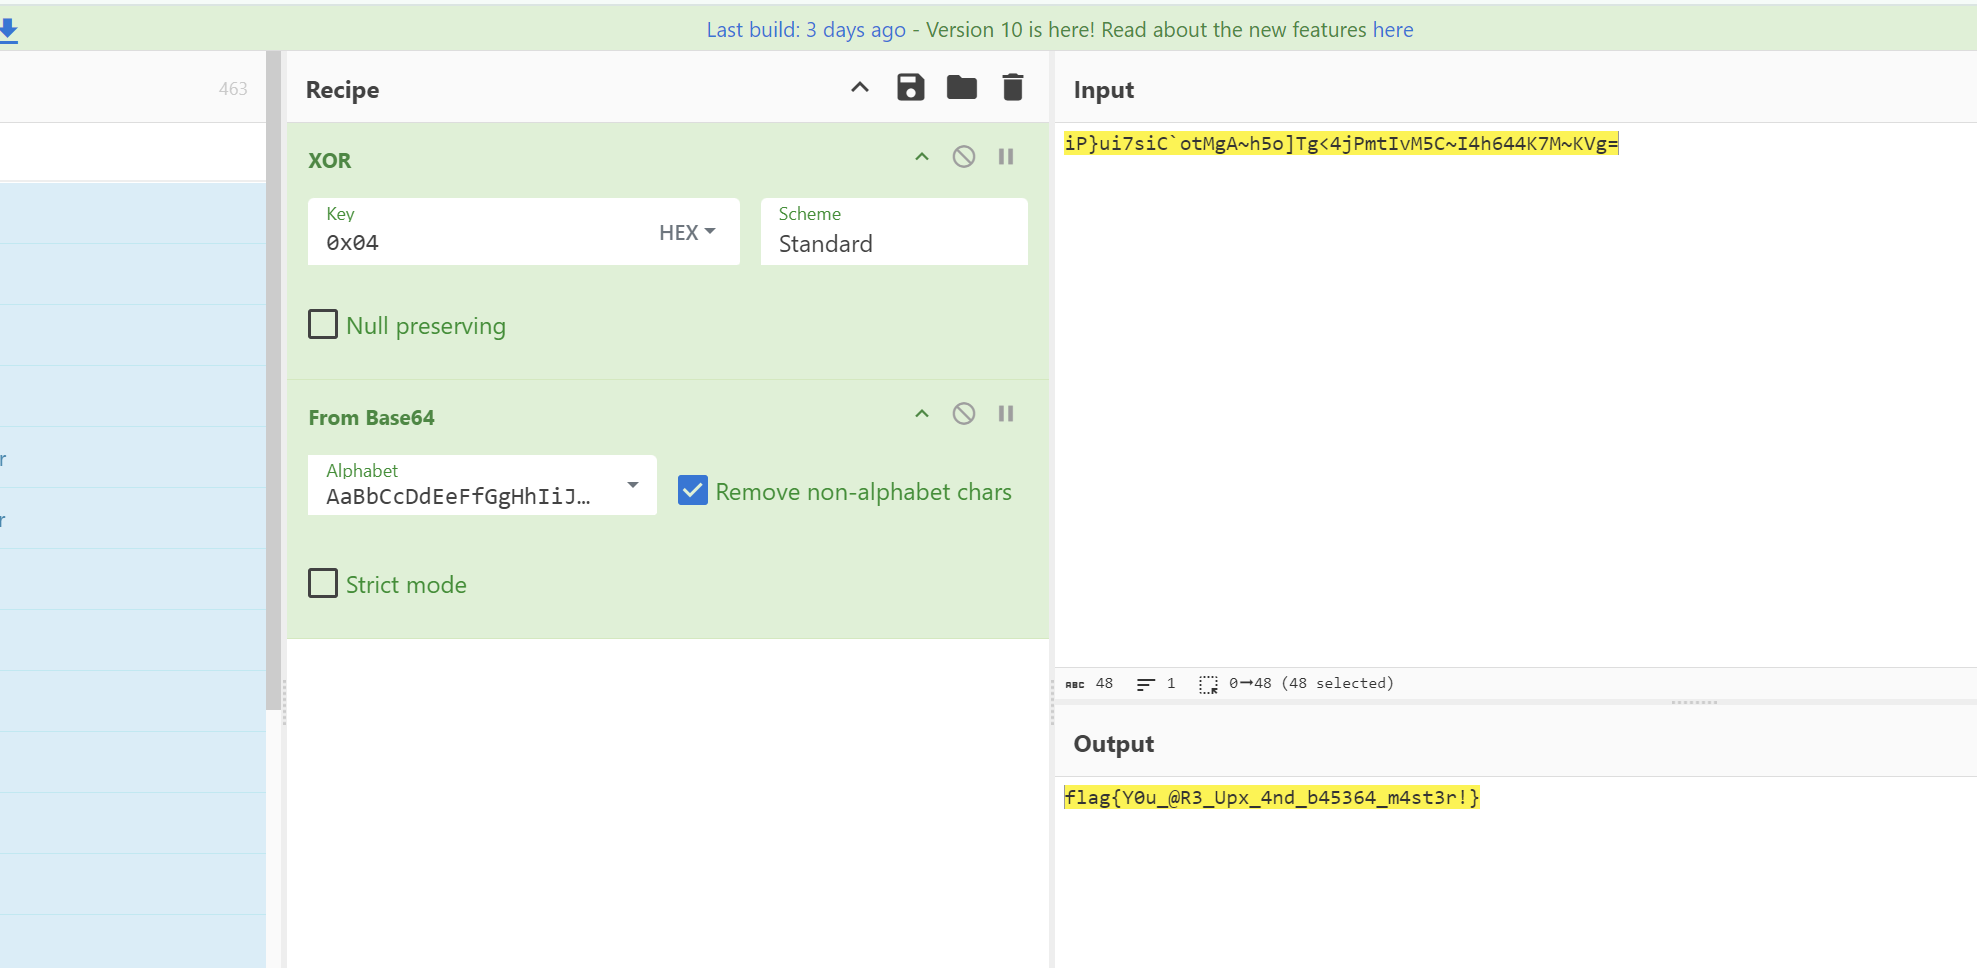 Last build: 3 days ago - Version 10 is here! Read about the new features here
463
r
r
Recipe
XOR
Key
0x04
HEX
Scheme
Standard
Null preserving
From Base64
Alphabet
AaBbCcDdEeFfGgHhIiJ…
Remove non-alphabet chars
Strict mode
Input
iP}ui7siC`otMgA~h5o]Tg<4jPmtIvM5C~I4h644K7M~KVg=
ABC 48 1 0→48 (48 selected)
Output
flag{Y0u_@R3_Upx_4nd_b45364_m4st3r!}